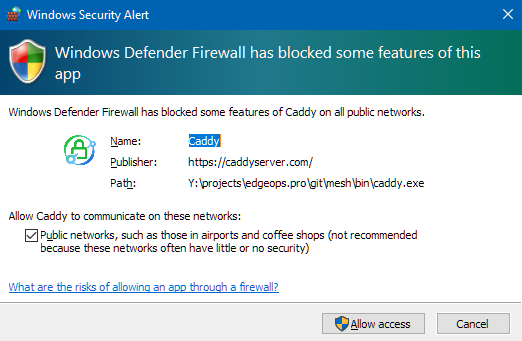 Windows Security Alert
Windows Defender Firewall has blocked some features of this
app
Windows Defender Firewall has blocked some features of Caddy on all public networks.
Name: Caddy
Publisher: https://caddyserver.com/
Path: Y:\projects\edgeops.pro\git\mesh\bin\caddy.exe
Allow Caddy to communicate on these networks:
Public networks, such as those in airports and coffee shops (not recommended
because these networks often have little or no security)
What are the risks of allowing an app through a firewall?
Allow access Cancel